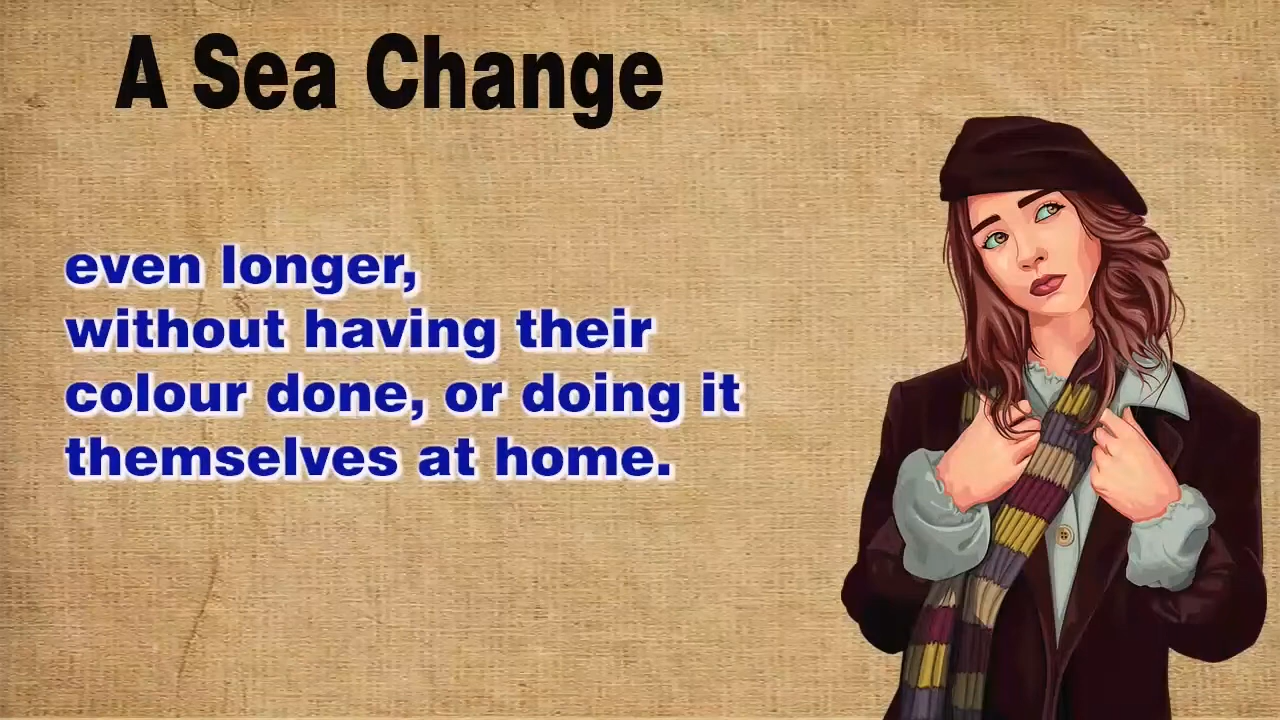 A Sea Change
even longer,
without having their
colour done, or doing it
themselves at home.